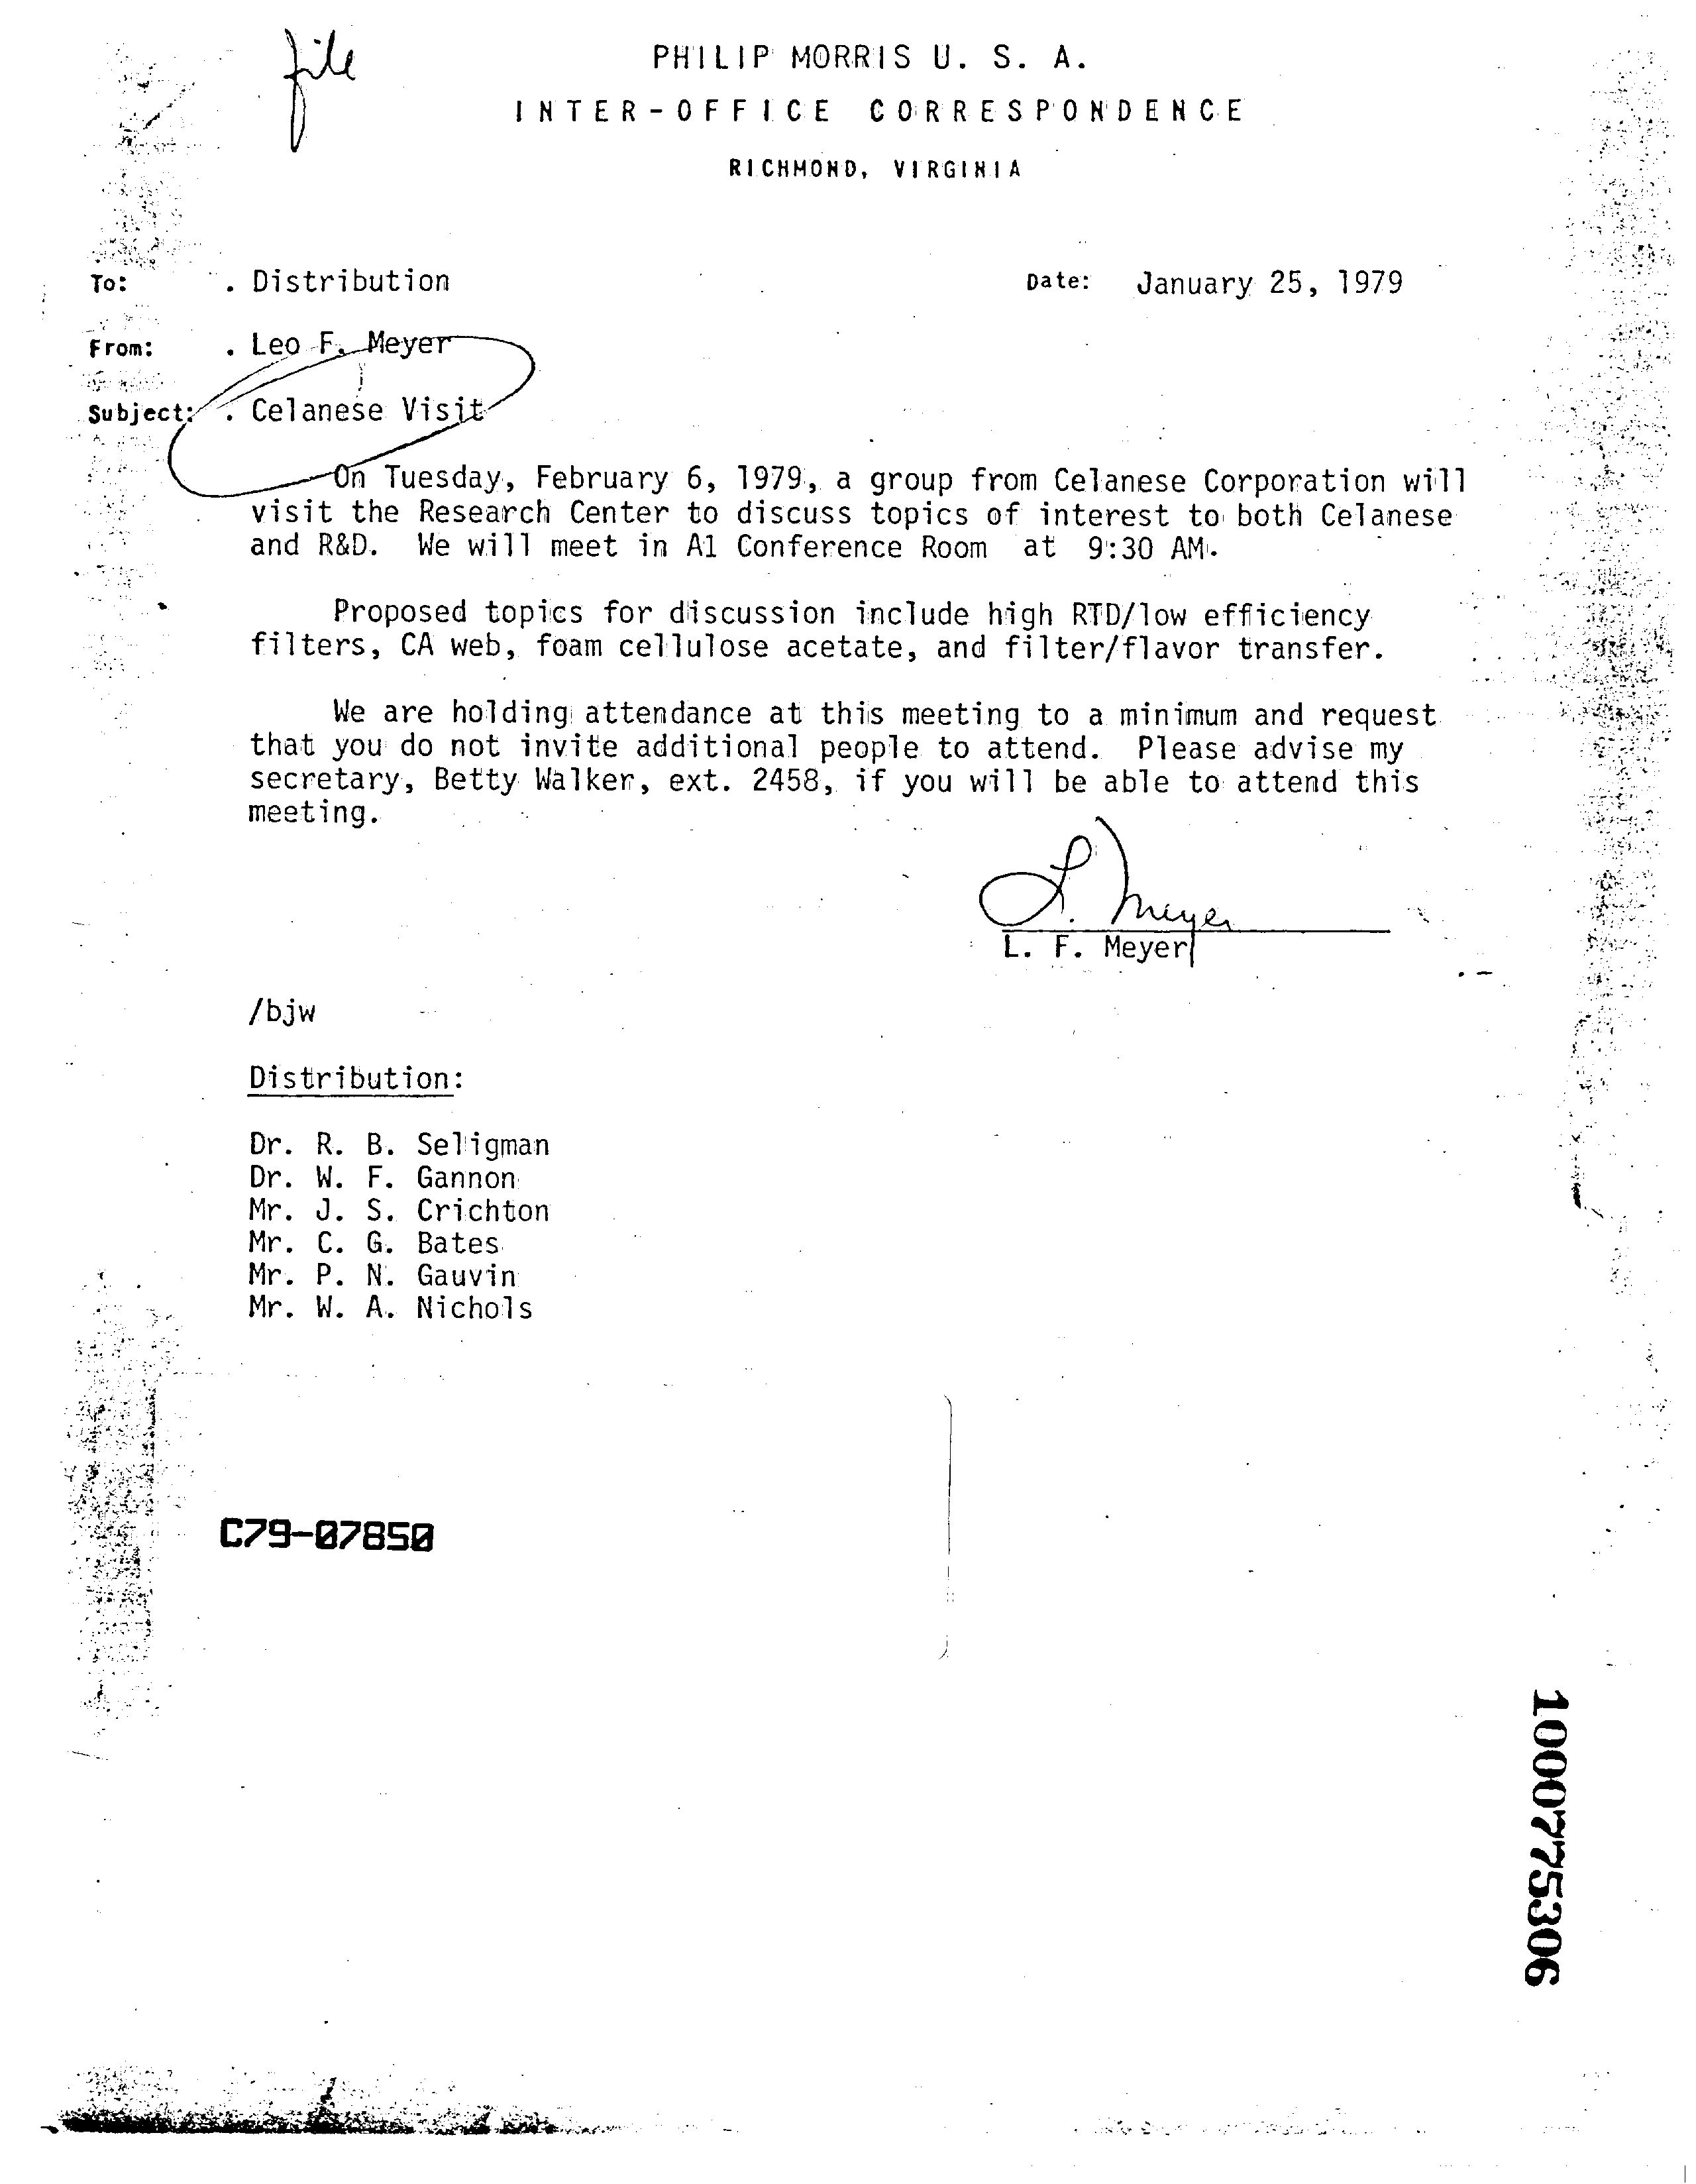 file
PHILIP MORRIS U. S. A.
INTER-OFFICE CORRESPONDENCE
RICHMOND, VIRGINIA
To: . Distribution Date: January 25, 1979
From: . Leo F. Meyer
Subject: . Celanese Visit
On Tuesday, February 6, 1979, a group from Celanese Corporation will
visit the Research Center to discuss topics of interest to both Celanese
and R&D. We will meet in A1 Conference Room at 9:30 AM.
Proposed topics for discussion include high RTD/low efficiency
filters, CA web, foam cellulose acetate, and filter/flavor transfer.
We are holding attendance at this meeting to a minimum and request
that you do not invite additional people to attend. Please advise my
secretary, Betty Walker, ext. 2458, if you will be able to attend this
meeting.
L. Meyer
L. F. Meyer
/bjw
Distribution:
Dr. R. B. Seligman
Dr. W. F. Gannon
Mr. J. S. Crichton
Mr. C. G. Bates
Mr. P. N. Gauvin
Mr. W. A. Nichols
C79-07850
1000775306